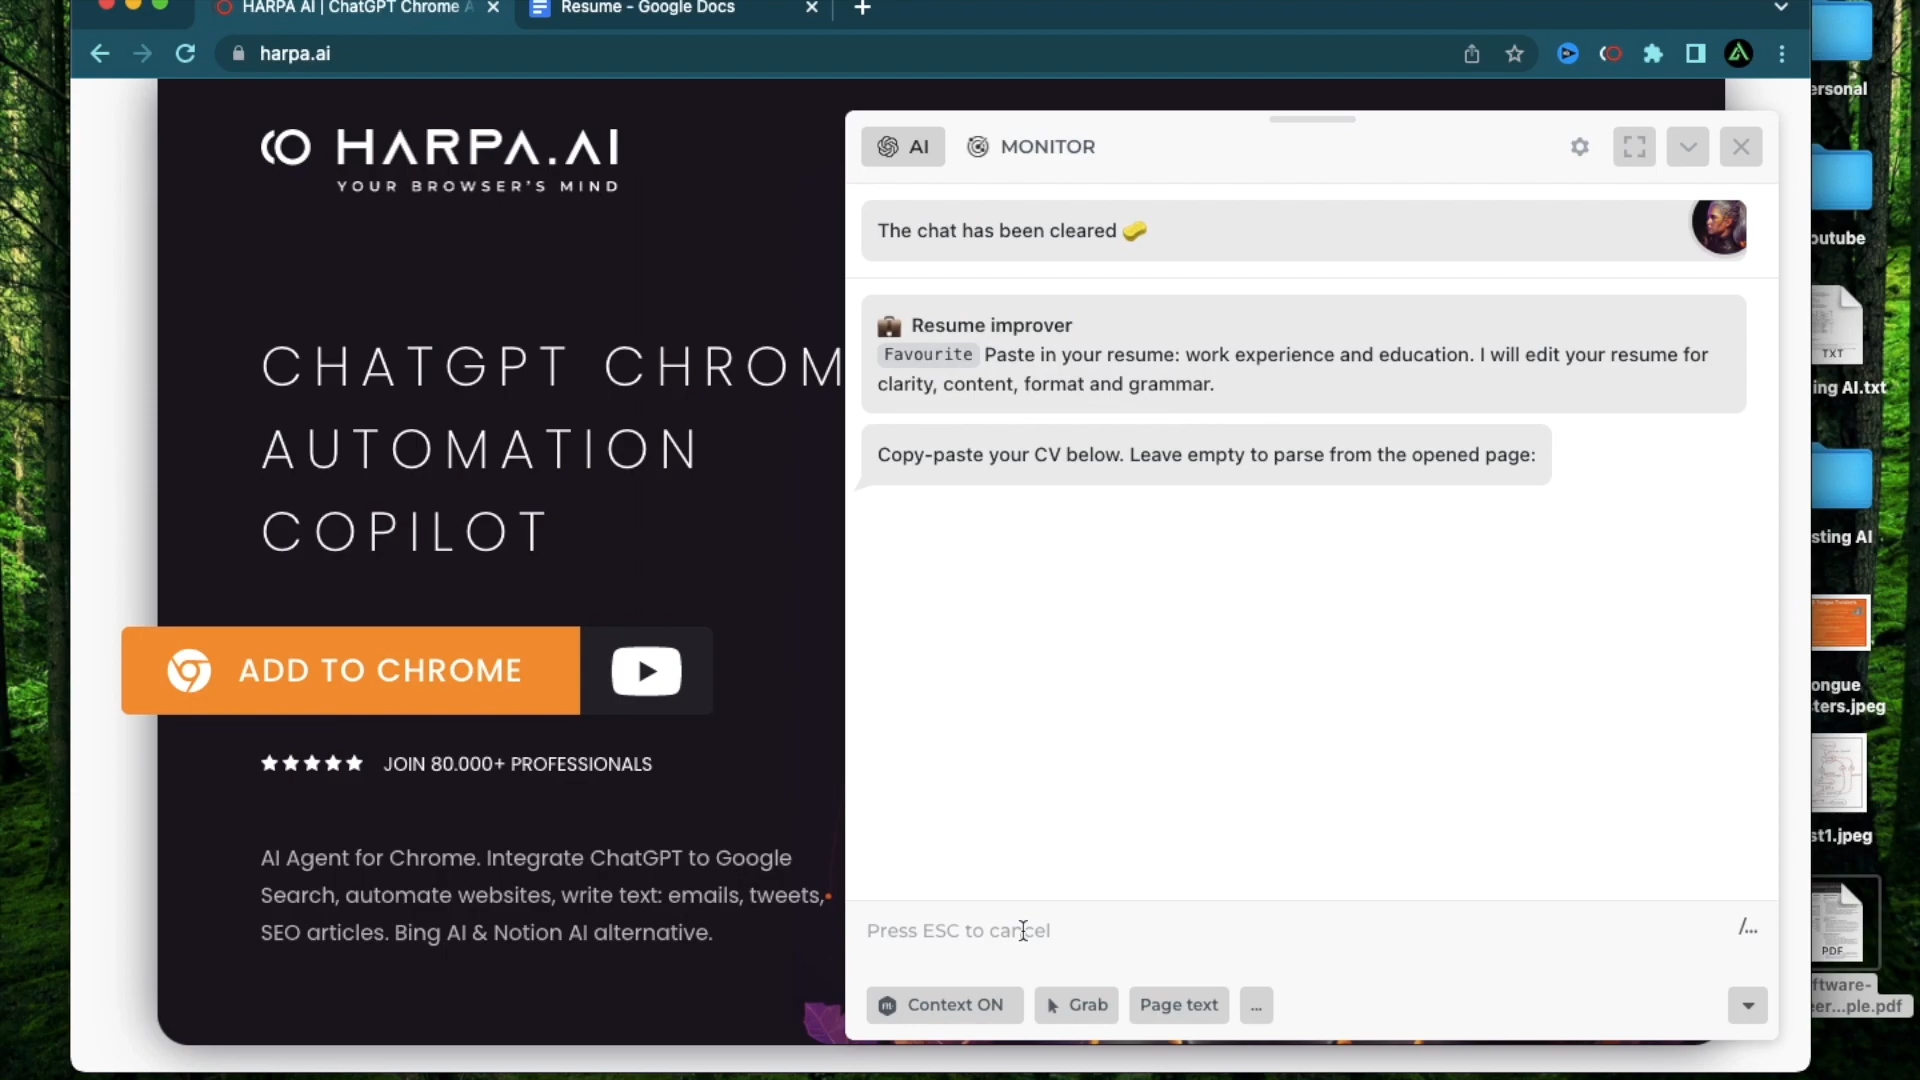 HARPA AI | ChatGPT Chrome A
Resume - Google Docs
harpa.ai
HARPA.AI
YOUR BROWSER'S MIND
CHATGPT CHROM
AUTOMATION
COPILOT
ADD TO CHROME
JOIN 80.000+ PROFESSIONALS
AI Agent for Chrome. Integrate ChatGPT to Google
Search, automate websites, write text: emails, tweets,
SEO articles. Bing AI & Notion AI alternative.
AI
MONITOR
The chat has been cleared
Resume improver
Favourite Paste in your resume: work experience and education. I will edit your resume for
clarity, content, format and grammar.
Copy-paste your CV below. Leave empty to parse from the opened page:
Press ESC to cancel
/...
Context ON
Grab
Page text
...
ersonal
outube
TXT
ing AI.txt
sting AI
ongue
ters.jpeg
st1.jpeg
PDF
ftware-
eer...ple.pdf